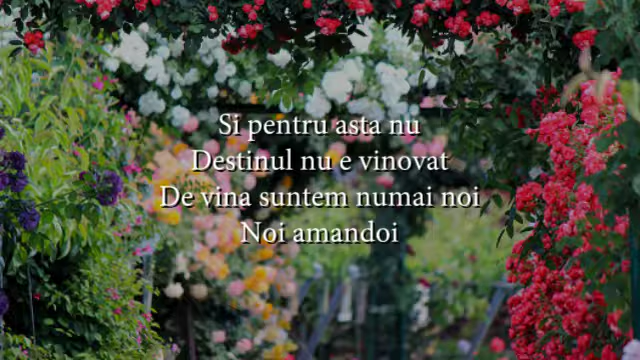 Si pentru asta nu
Destinul nu e vinovat
De vina suntem numai noi
Noi amandoi